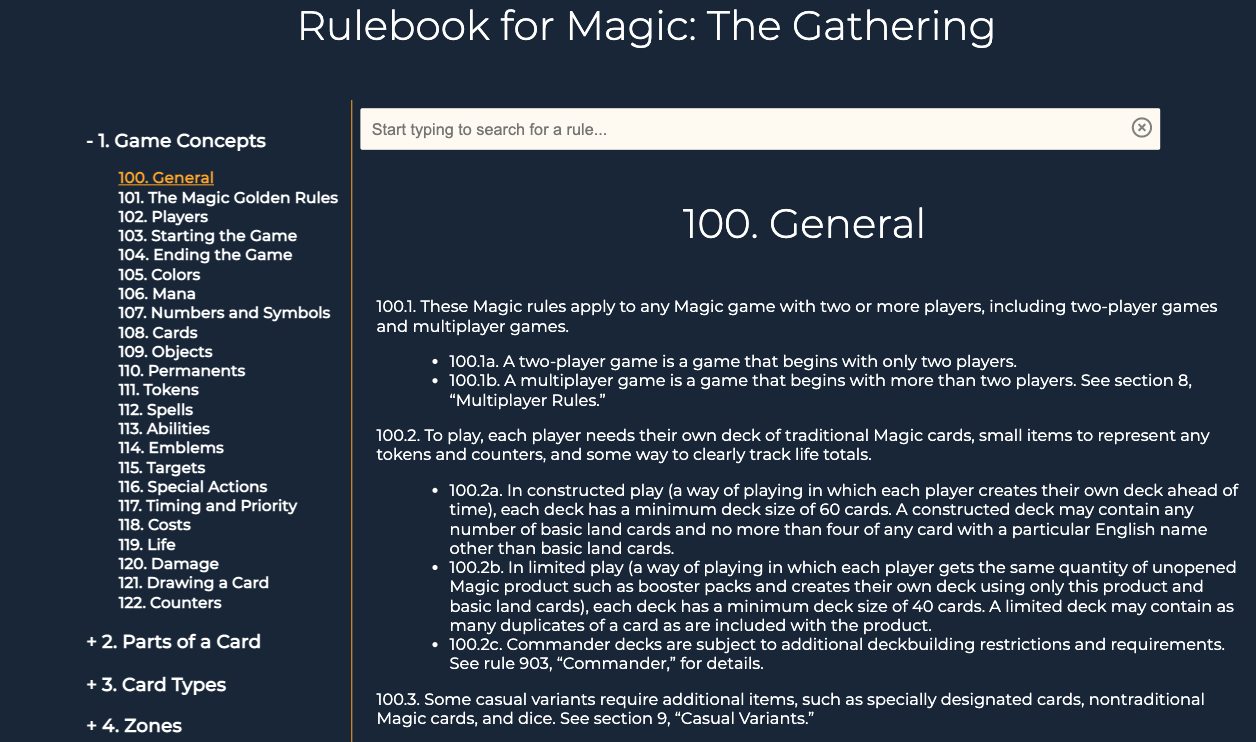 Rulebook for Magic: The Gathering
- 1. Game Concepts
100. General
101. The Magic Golden Rules
102. Players
103. Starting the Game
104. Ending the Game
105. Colors
106. Mana
107. Numbers and Symbols
108. Cards
109. Objects
110. Permanents
111. Tokens
112. Spells
113. Abilities
114. Emblems
115. Targets
116. Special Actions
117. Timing and Priority
118. Costs
119. Life
120. Damage
121. Drawing a Card
122. Counters
+ 2. Parts of a Card
+ 3. Card Types
+ 4. Zones
Start typing to search for a rule...
100. General
100.1. These Magic rules apply to any Magic game with two or more players, including two-player games
and multiplayer games.
• 100.1a. A two-player game is a game that begins with only two players.
• 100.1b. A multiplayer game is a game that begins with more than two players. See section 8,
“Multiplayer Rules.”
100.2. To play, each player needs their own deck of traditional Magic cards, small items to represent any
tokens and counters, and some way to clearly track life totals.
• 100.2a. In constructed play (a way of playing in which each player creates their own deck ahead of
time), each deck has a minimum deck size of 60 cards. A constructed deck may contain any
number of basic land cards and no more than four of any card with a particular English name
other than basic land cards.
• 100.2b. In limited play (a way of playing in which each player gets the same quantity of unopened
Magic product such as booster packs and creates their own deck using only this product and
basic land cards), each deck has a minimum deck size of 40 cards. A limited deck may contain as
many duplicates of a card as are included with the product.
• 100.2c. Commander decks are subject to additional deckbuilding restrictions and requirements.
See rule 903, “Commander,” for details.
100.3. Some casual variants require additional items, such as specially designated cards, nontraditional
Magic cards, and dice. See section 9, “Casual Variants.”